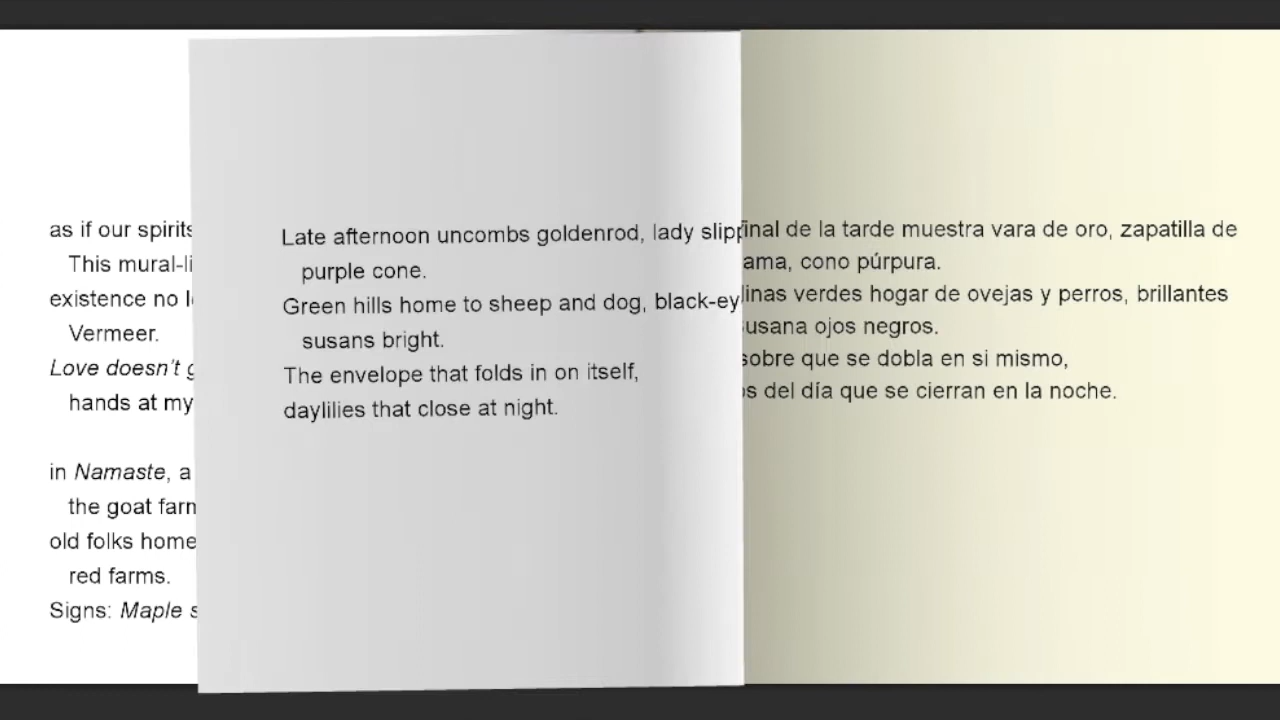 as if our spirits
This mural-li
existence no l
Vermeer.
Love doesn't g
hands at my
in Namaste, a
the goat farm
old folks home
red farms.
Signs: Maple s
Late afternoon uncombs goldenrod, lady slipp
purple cone.
Green hills home to sheep and dog, black-ey
susans bright.
The envelope that folds in on itself,
daylilies that close at night.
final de la tarde muestra vara de oro, zapatilla de
ama, cono púrpura.
linas verdes hogar de ovejas y perros, brillantes
usana ojos negros.
sobre que se dobla en si mismo,
os del día que se cierran en la noche.